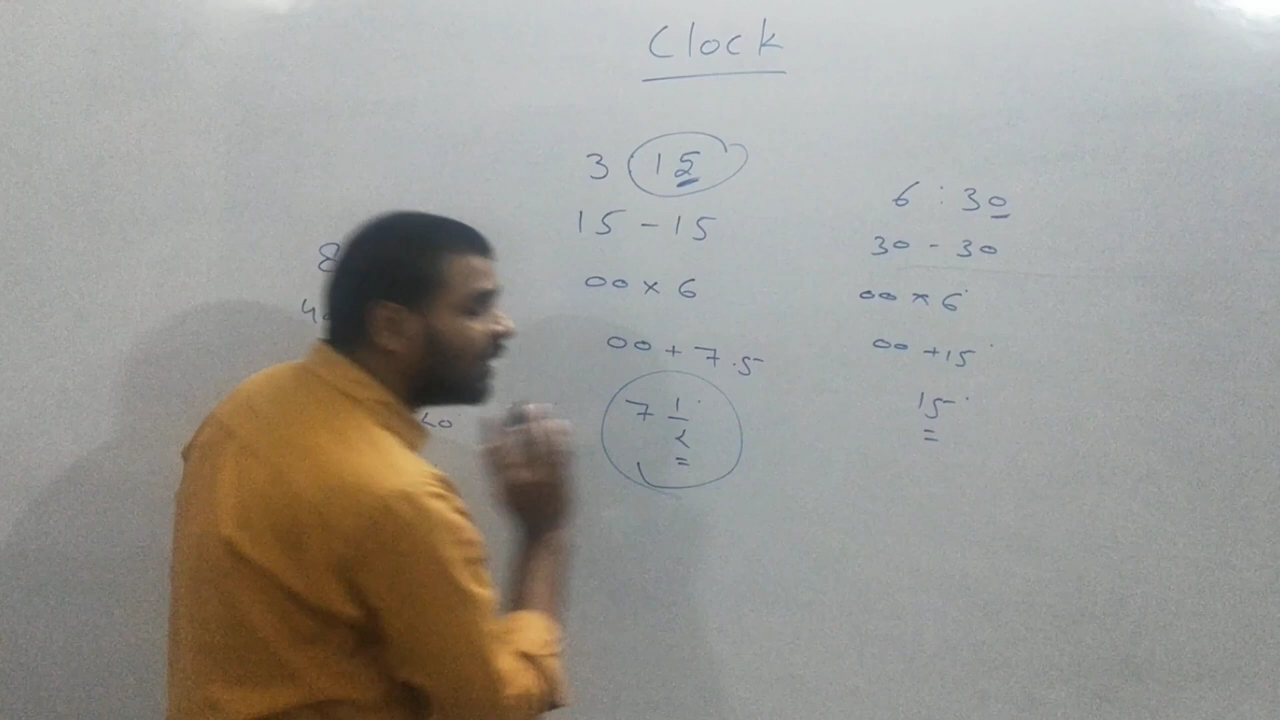 Clock
3 15
15 - 15
00 x 6
00 + 7.5
7 1/2
=
6 : 30
30 - 30
00 x 6
00 + 15
15
=
8